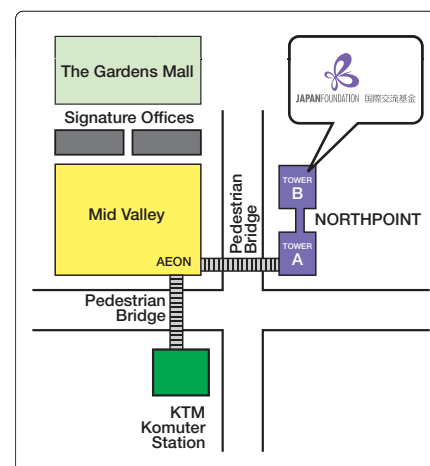 The Gardens Mall
JAPANFOUNDATION 国際交流基金
Signature Offices
Mid Valley
AEON
Pedestrian
Bridge
TOWER
B
NORTHPOINT
TOWER
A
Pedestrian
Bridge
KTM
Komuter
Station